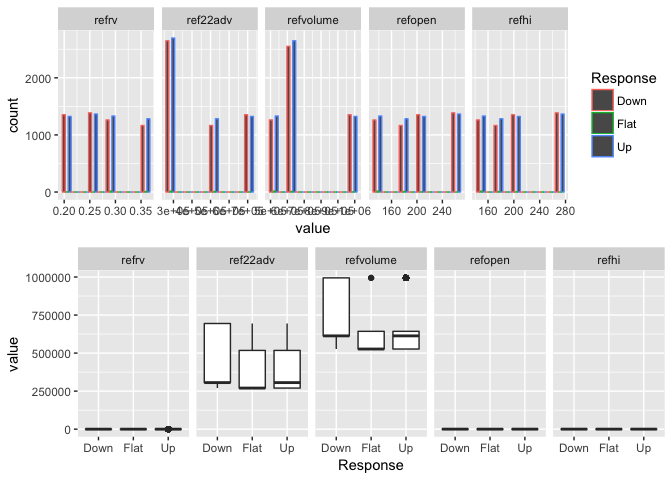 refrv ref22adv refvolume refopen refhi
count
2000
1000
0
0.20 0.25 0.30 0.35
160 200 240
160 200 240 280
value
Response
Down
Flat
Up
refrv ref22adv refvolume refopen refhi
value
1000000
750000
500000
250000
0
Down Flat Up Down Flat Up Down Flat Up Down Flat Up Down Flat Up
Response